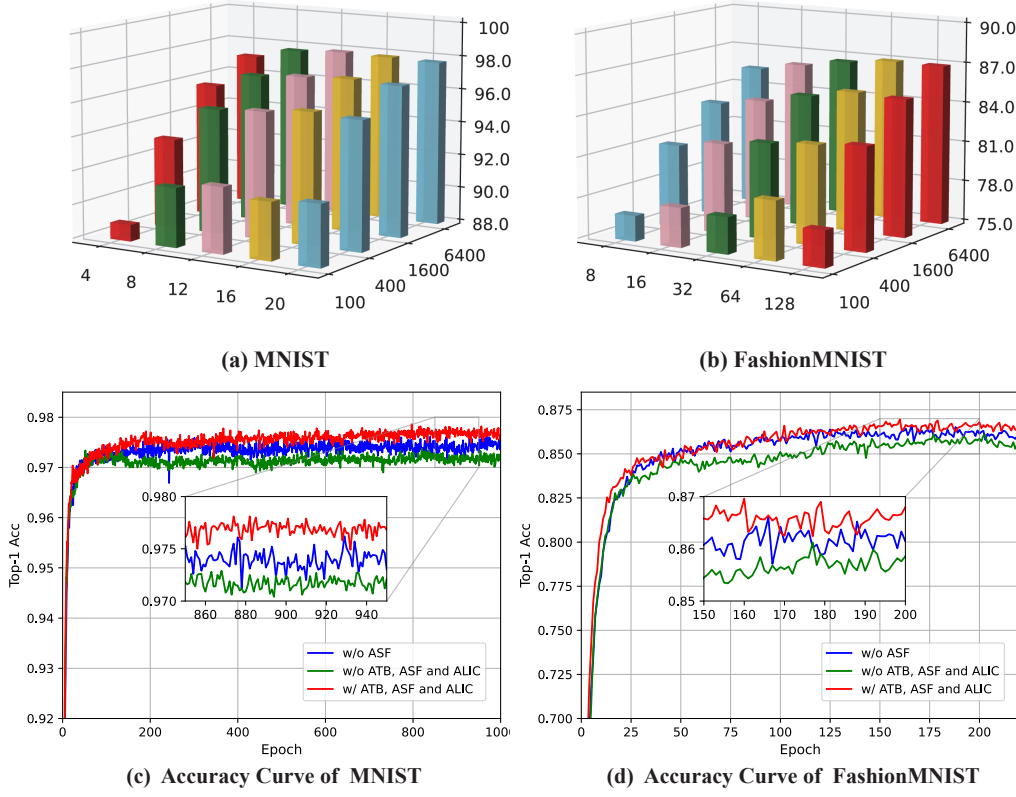 100
98.0
96.0
94.0
92.0
90.0
88.0
4
8
12
16
20
100
400
1600
6400
(a) MNIST
90.0
87.0
84.0
81.0
78.0
75.0
8
16
32
64
128
100
400
1600
6400
(b) FashionMNIST
Top-1 Acc
0.98
0.97
0.96
0.95
0.94
0.93
0.92
0.980
0.975
0.970
860 880 900 920 940
w/o ASF
w/o ATB, ASF and ALIC
w/ ATB, ASF and ALIC
0 200 400 600 800 1000
Epoch
(c) Accuracy Curve of MNIST
Top-1 Acc
0.875
0.850
0.825
0.800
0.775
0.750
0.725
0.700
0.87
0.86
0.85
150 160 170 180 190 200
w/o ASF
w/o ATB, ASF and ALIC
w/ ATB, ASF and ALIC
0 25 50 75 100 125 150 175 200
Epoch
(d) Accuracy Curve of FashionMNIST